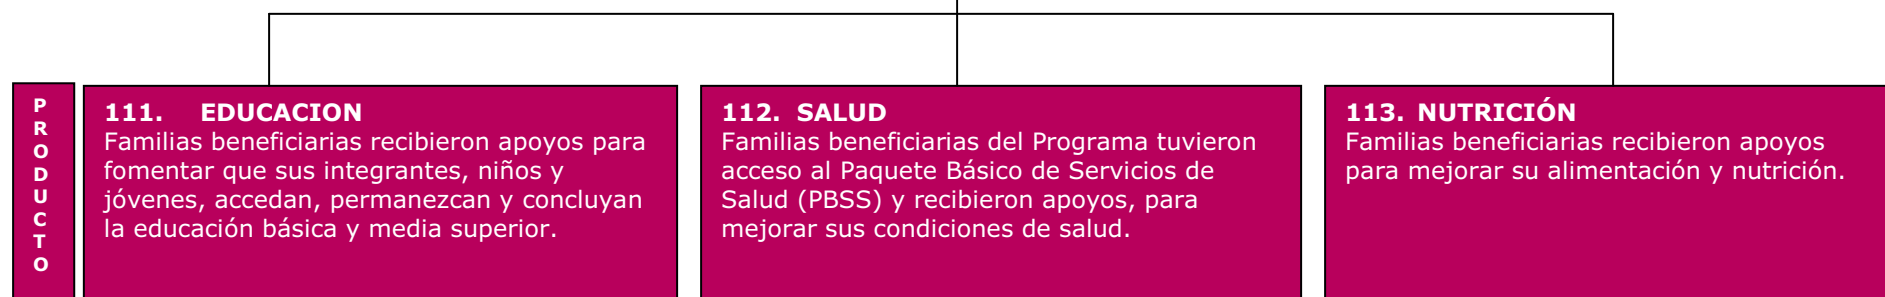 PRODUCTO
111. EDUCACION
Familias beneficiarias recibieron apoyos para
fomentar que sus integrantes, niños y
jóvenes, accedan, permanezcan y concluyan
la educación básica y media superior.
112. SALUD
Familias beneficiarias del Programa tuvieron
acceso al Paquete Básico de Servicios de
Salud (PBSS) y recibieron apoyos, para
mejorar sus condiciones de salud.
113. NUTRICIÓN
Familias beneficiarias recibieron apoyos
para mejorar su alimentación y nutrición.